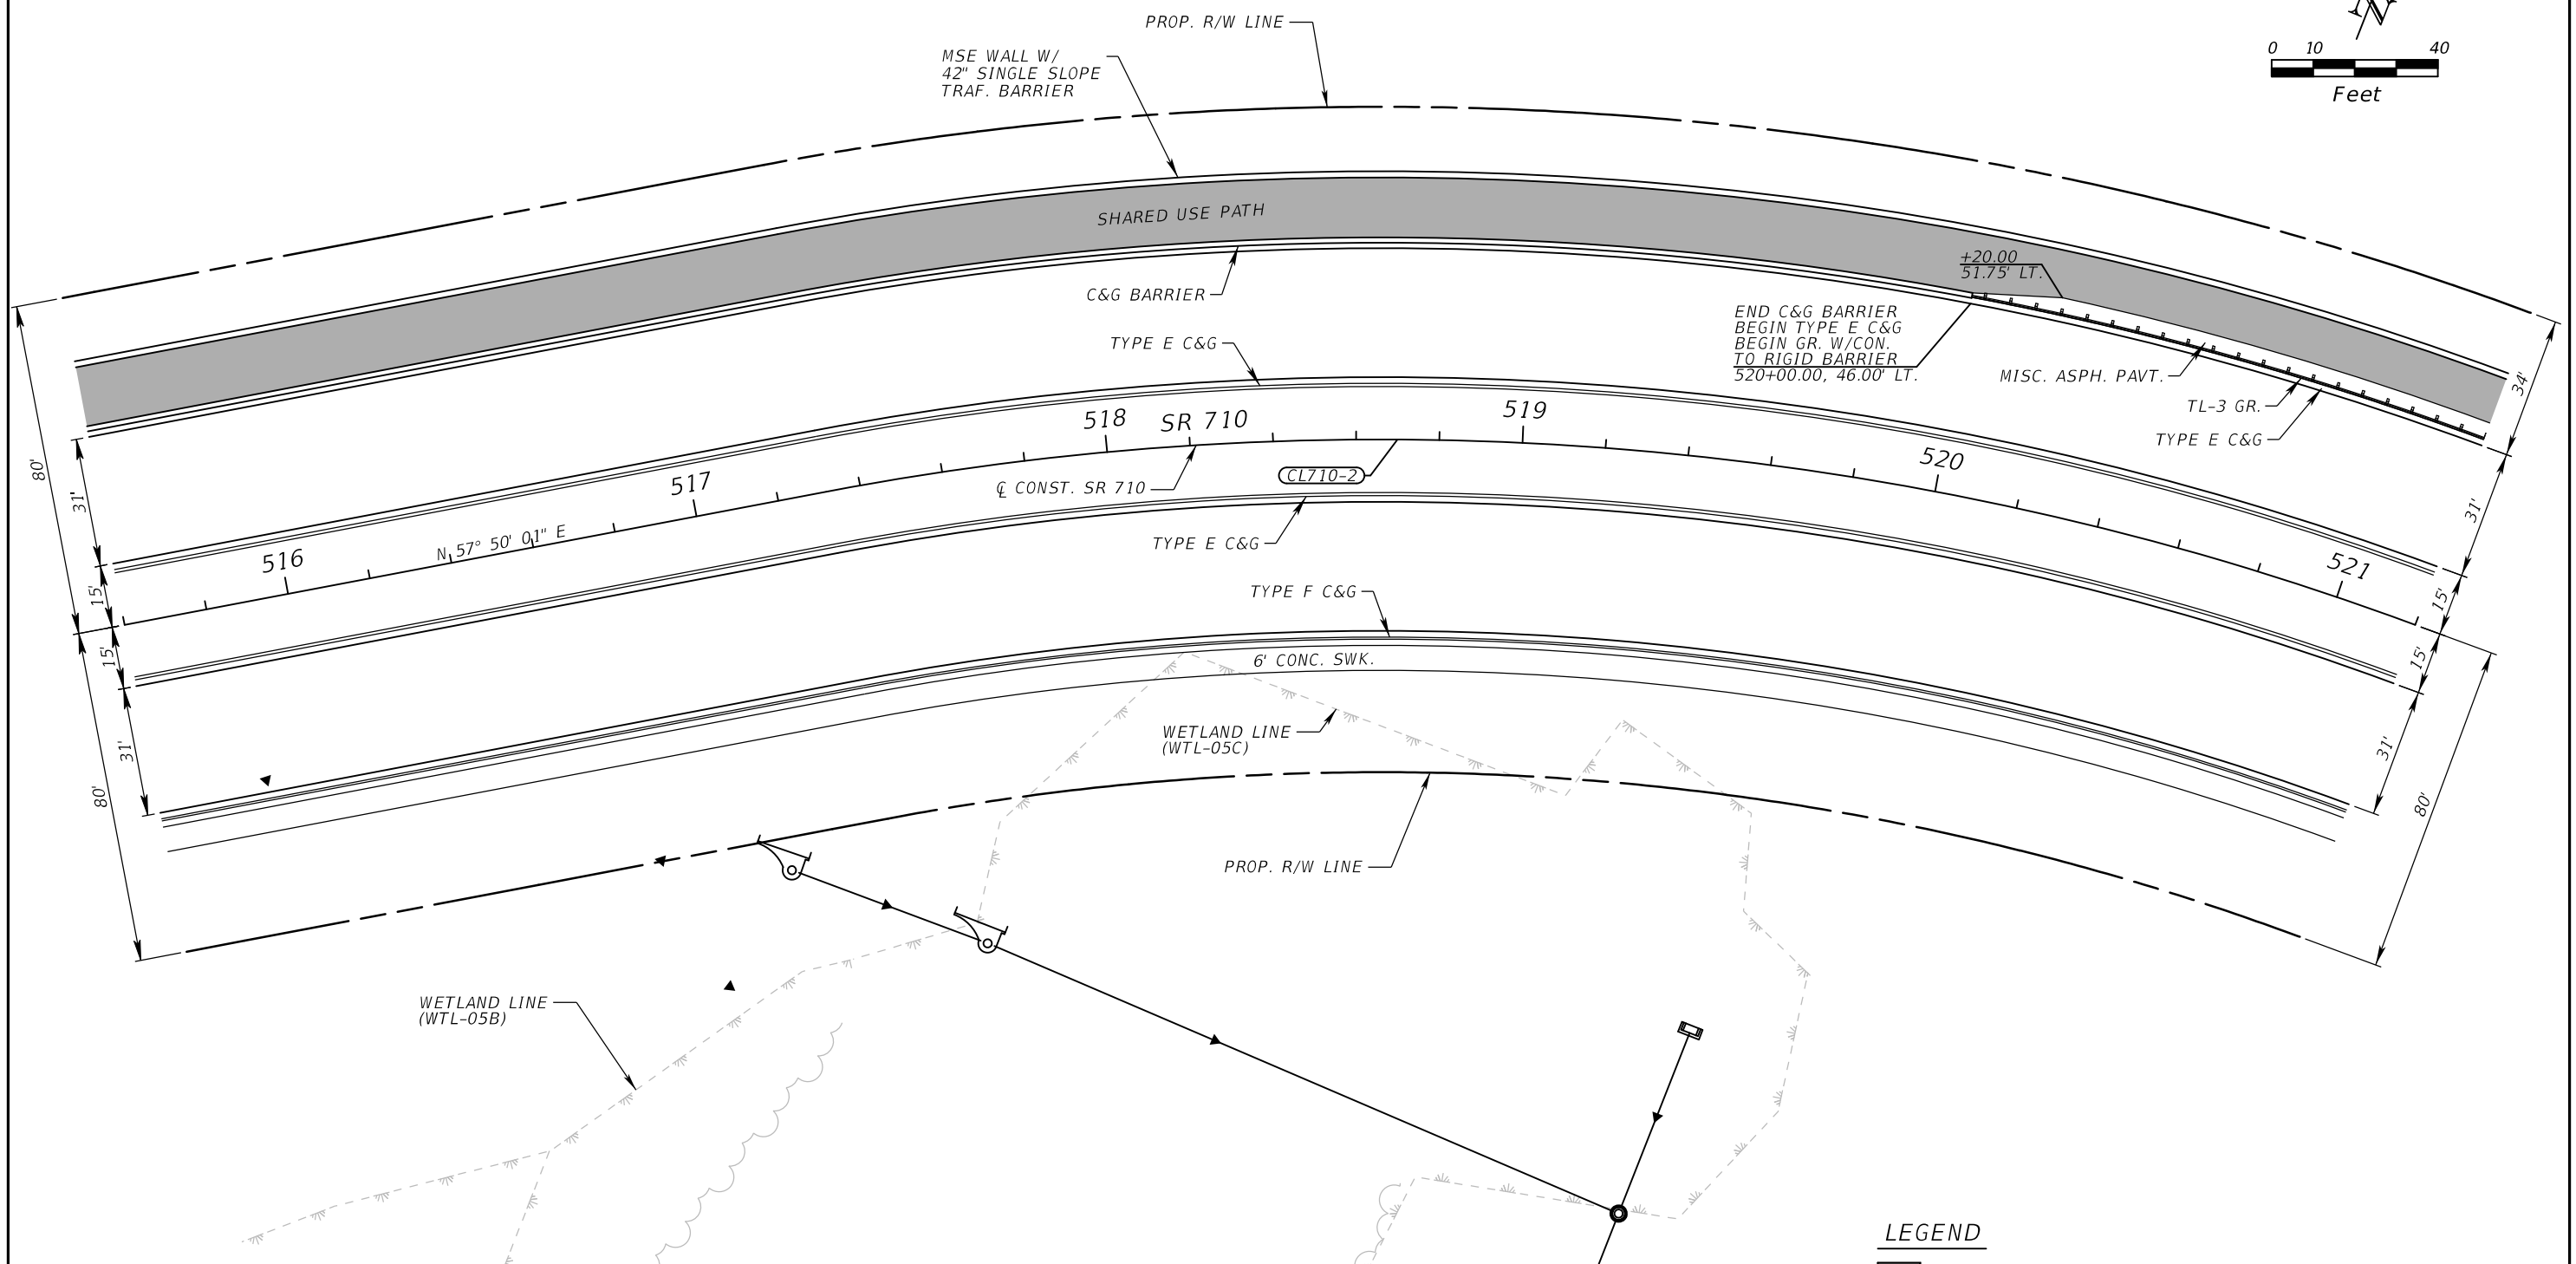 PROP. R/W LINE
N
0 10 40
Feet
MSE WALL W/
42" SINGLE SLOPE
TRAF. BARRIER
SHARED USE PATH
C&G BARRIER
+20.00
51.75' LT.
END C&G BARRIER
BEGIN TYPE E C&G
BEGIN GR. W/CON.
TO RIGID BARRIER
520+00.00, 46.00' LT.
MISC. ASPH. PAVT.
TL-3 GR.
TYPE E C&G
TYPE E C&G
516
517
518
SR 710
519
520
521
N 57° 50' 01" E
℄ CONST. SR 710
CL710-2
TYPE E C&G
TYPE F C&G
6' CONC. SWK.
WETLAND LINE
(WTL-05C)
PROP. R/W LINE
WETLAND LINE
(WTL-05B)
80'
31'
15'
15'
31'
80'
34'
31'
15'
15'
31'
80'
LEGEND